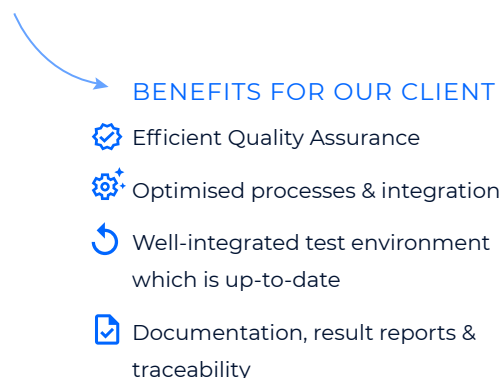 BENEFITS FOR OUR CLIENT
Efficient Quality Assurance
Optimised processes & integration
Well-integrated test environment
which is up-to-date
Documentation, result reports &
traceability